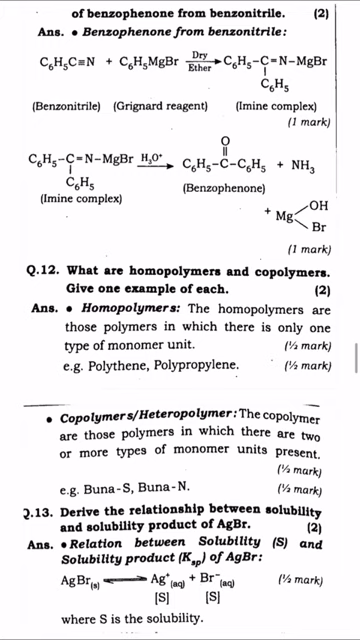 of benzophenone from benzonitrile. (2)
Ans. • Benzophenone from benzonitrile:
C₆H₅C≡N + C₆H₅MgBr Dry Ether → C₆H₅–C=N–MgBr
C₆H₅
(Benzonitrile) (Grignard reagent) (Imine complex)
(1 mark)
O
C₆H₅–C=N–MgBr H₃O⁺ → C₆H₅–C–C₆H₅ + NH₃
C₆H₅ (Benzophenone)
(Imine complex)
+ Mg OH
Br
(1 mark)
Q.12. What are homopolymers and copolymers.
Give one example of each. (2)
Ans. • Homopolymers: The homopolymers are
those polymers in which there is only one
type of monomer unit. (½ mark)
e.g. Polythene, Polypropylene. (½ mark)
• Copolymers/Heteropolymer: The copolymer
are those polymers in which there are two
or more types of monomer units present.
(½ mark)
e.g. Buna-S, Buna-N. (½ mark)
Q.13. Derive the relationship between solubility
and solubility product of AgBr. (2)
Ans. • Relation between Solubility (S) and
Solubility product (Ksp) of AgBr:
AgBr(s) ⇌ Ag⁺(aq) + Br⁻(aq) (½ mark)
[S] [S]
where S is the solubility.